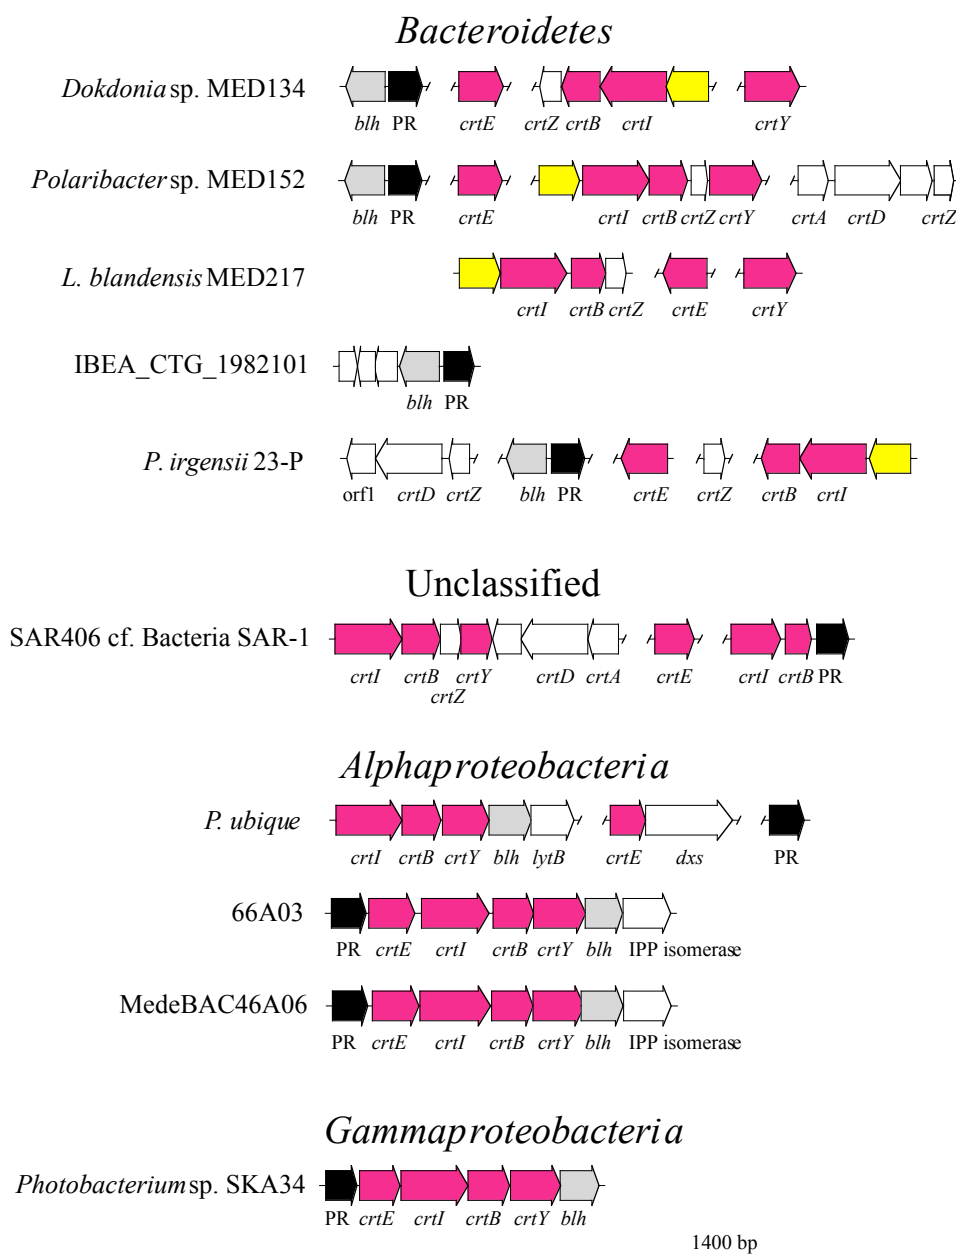 Bacteroidetes
Dokdonia sp. MED134
blh PR crtE crtZ crtB crtI crtY
Polaribacter sp. MED152
blh PR crtE crtI crtB crtZ crtY crtA crtD crtZ
L. blandensis MED217
crtI crtB crtZ crtE crtY
IBEA_CTG_1982101
blh PR
P. irgensii 23-P
orf1 crtD crtZ blh PR crtE crtZ crtB crtI
Unclassified
SAR406 cf. Bacteria SAR-1
crtI crtB crtY crtD crtA crtE crtI crtB PR
crtZ
Alphaproteobacteria
P. ubique
crtI crtB crtY blh lytB crtE dxs PR
66A03
PR crtE crtI crtB crtY blh IPP isomerase
MedeBAC46A06
PR crtE crtI crtB crtY blh IPP isomerase
Gammaproteobacteria
Photobacterium sp. SKA34
PR crtE crtI crtB crtY blh
1400 bp